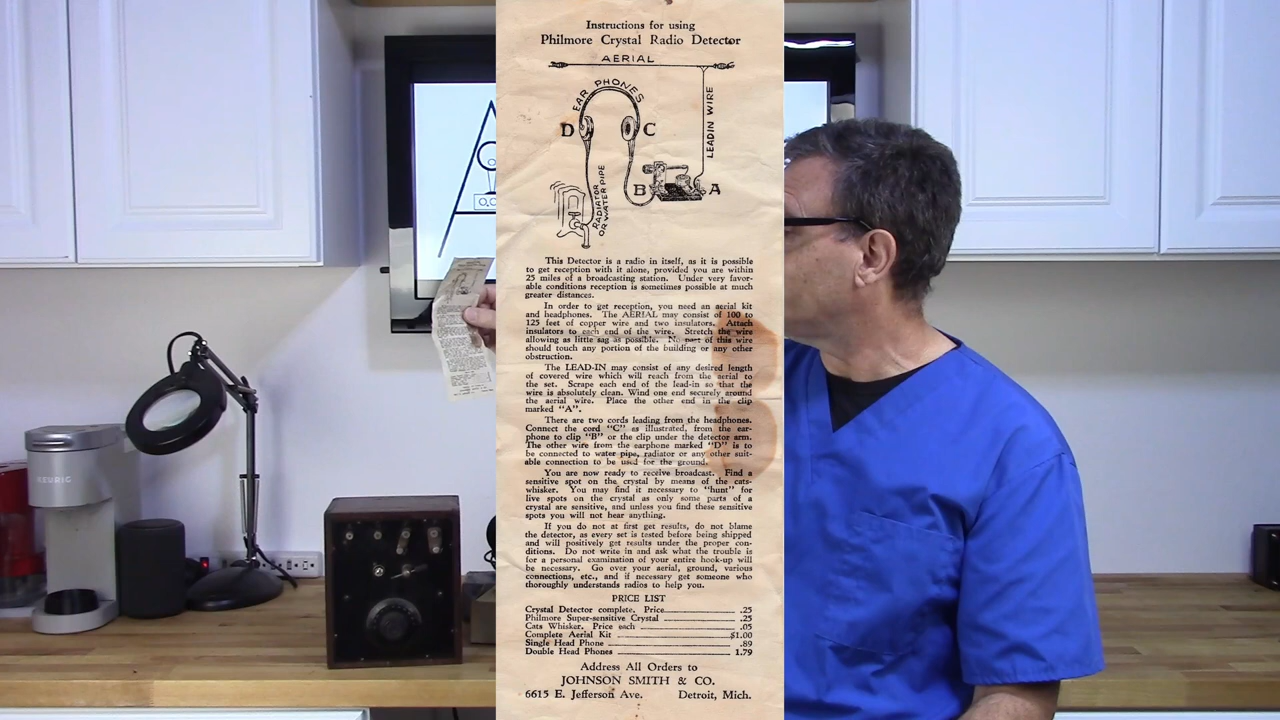 Instructions for using
Philmore Crystal Radio Detector
AERIAL
EAR PHONES
D
C
LEADIN WIRE
B
A
RADIATOR
OR WATER PIPE
This Detector is a radio in itself, as it is possible
to get reception with it alone, provided you are within
25 miles of a broadcasting station. Under very favor-
able conditions reception is sometimes possible at much
greater distances.
In order to get reception, you need an aerial kit
and headphones. The AERIAL may consist of 100 to
125 feet of copper wire and two insulators. Attach
insulators to each end of the wire. Stretch the wire
allowing as little sag as possible. No part of this wire
should touch any portion of the building or any other
obstruction.
The LEAD-IN may consist of any desired length
of covered wire which will reach from the aerial to
the set. Scrape each end of the lead-in so that the
wire is absolutely clean. Wind one end securely around
the aerial wire. Place the other end in the clip
marked "A".
There are two cords leading from the headphones.
Connect the cord "C" as illustrated, from the ear-
phone to clip "B" or the clip under the detector arm.
The other wire from the earphone marked "D" is to
be connected to water pipe, radiator or any other suit-
able connection to be used for the ground.
You are now ready to receive broadcast. Find a
sensitive spot on the crystal by means of the cats-
whisker. You may find it necessary to "hunt" for
live spots on the crystal as only some parts of a
crystal are sensitive, and unless you find these sensitive
spots you will not hear anything.
If you do not at first get results, do not blame
the detector, as every set is tested before being shipped
and will positively get results under the proper con-
ditions. Do not write in and ask what the trouble is
for a personal examination of your entire hook-up will
be necessary. Go over your aerial, ground, various
connections, etc., and if necessary get someone who
thoroughly understands radios to help you.
PRICE LIST
Crystal Detector complete. Price .25
Philmore Super-sensitive Crystal .25
Cats Whisker. Price each .05
Complete Aerial Kit $1.00
Single Head Phone .89
Double Head Phones 1.79
Address All Orders to
JOHNSON SMITH & CO.
6615 E. Jefferson Ave. Detroit, Mich.
KEURIG